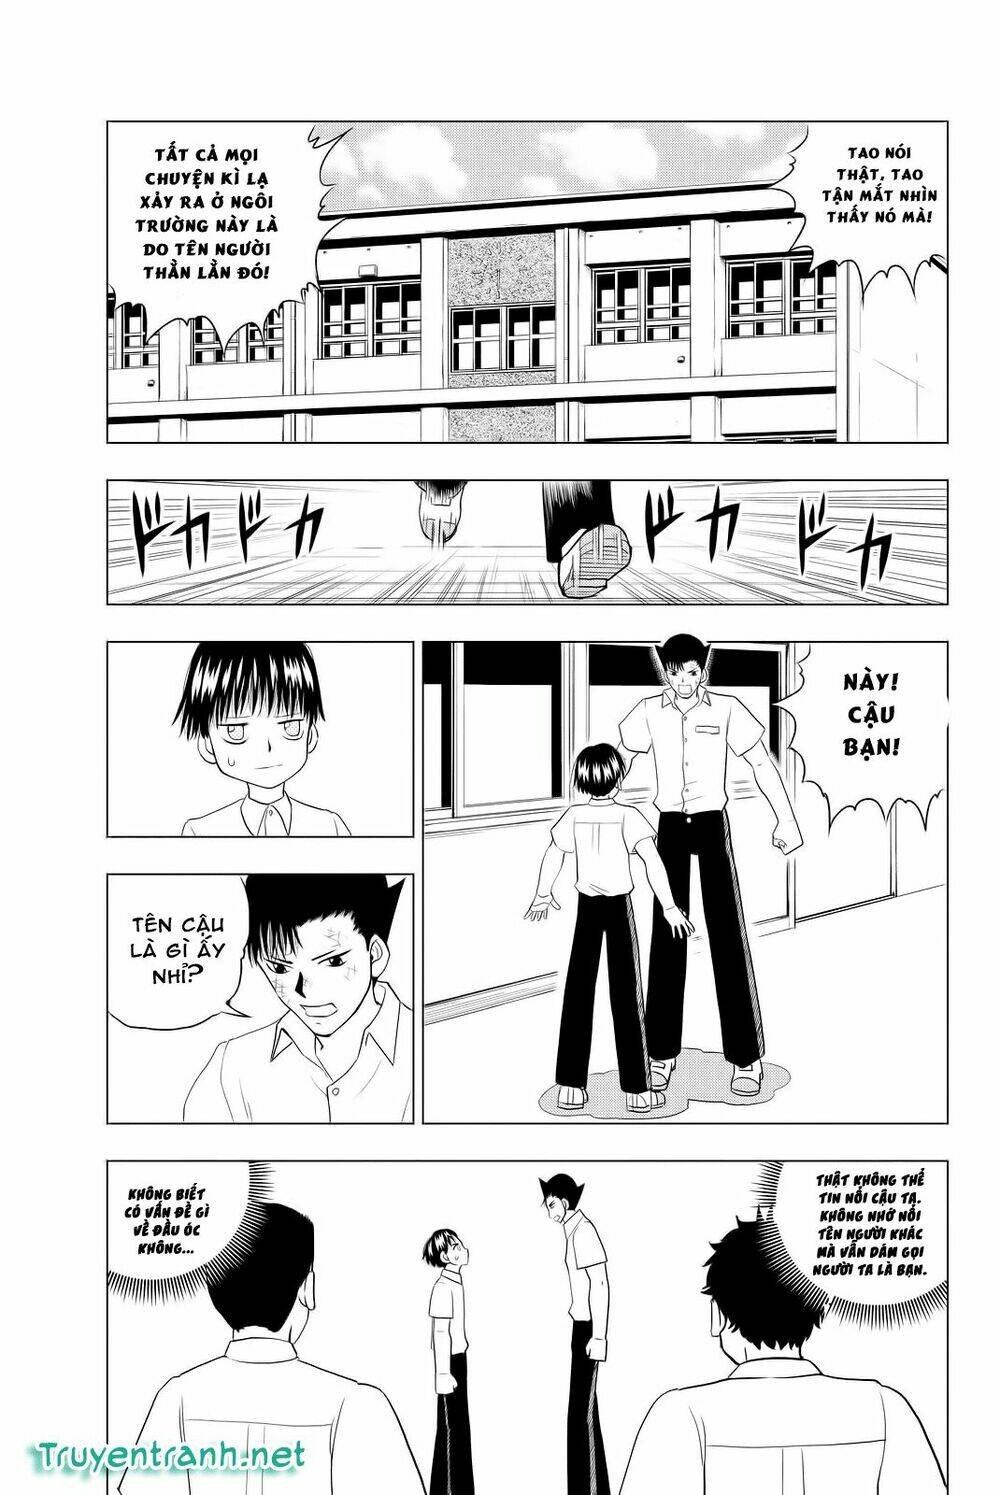 TAO NÓI
THẬT, TAO
TẬN MẮT NHÌN
THẤY NÓ MÀ!
TẤT CẢ MỌI
CHUYỆN KÌ LẠ
XẢY RA Ở NGÔI
TRƯỜNG NÀY LÀ
DO TÊN NGƯỜI
THẰN LẰN ĐÓ!
ドカ
ドカ
ドカ
ドカ
NÀY!
CẬU
BẠN!
TÊN CẬU
LÀ GÌ ẤY
NHỈ?
THẬT KHÔNG THỂ
TIN NỔI CẬU TA.
KHÔNG NHỚ NỔI
TÊN NGƯỜI KHÁC
MÀ VẪN DÁM GỌI
NGƯỜI TA LÀ BẠN.
KHÔNG BIẾT
CÓ VẤN ĐỀ GÌ
VỀ ĐẦU ÓC
KHÔNG...
Truyentranh.net